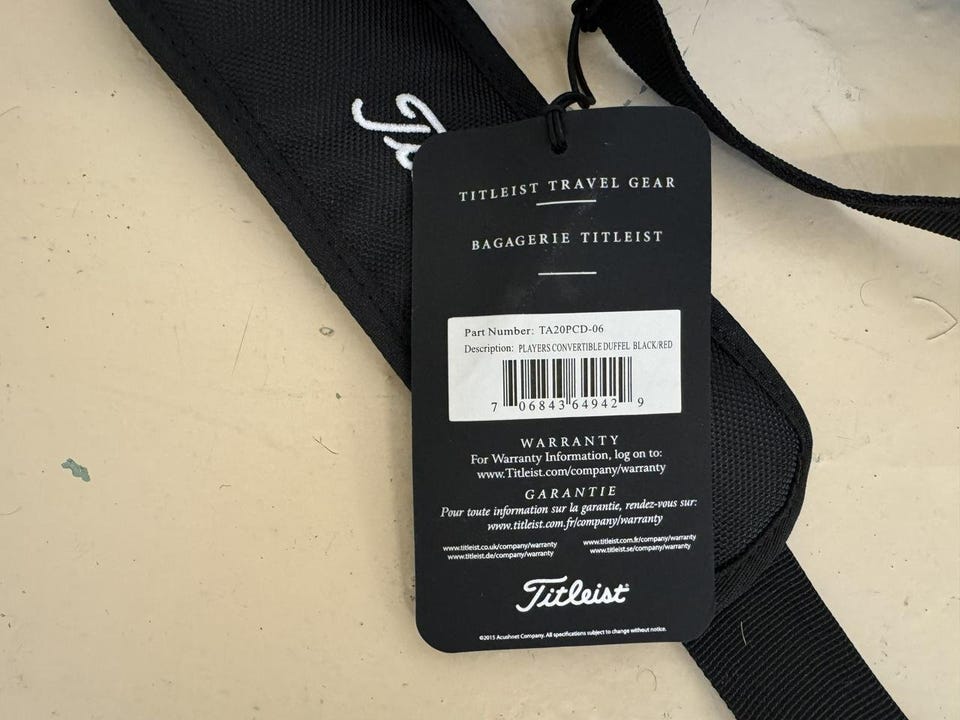 Ti
TITLEIST TRAVEL GEAR
BAGAGERIE TITLEIST
Part Number: TA20PCD-06
Description: PLAYERS CONVERTIBLE DUFFEL BLACK/RED
7 06843 64942 9
WARRANTY
For Warranty Information, log on to:
www.Titleist.com/company/warranty
GARANTIE
Pour toute information sur la garantie, rendez-vous sur:
www.titleist.com.fr/company/warranty
www.titleist.co.uk/company/warranty www.titleist.com.fr/company/warranty
www.titleist.de/company/warranty www.titleist.se/company/warranty
Titleist
©2015 Acushnet Company. All specifications subject to change without notice.